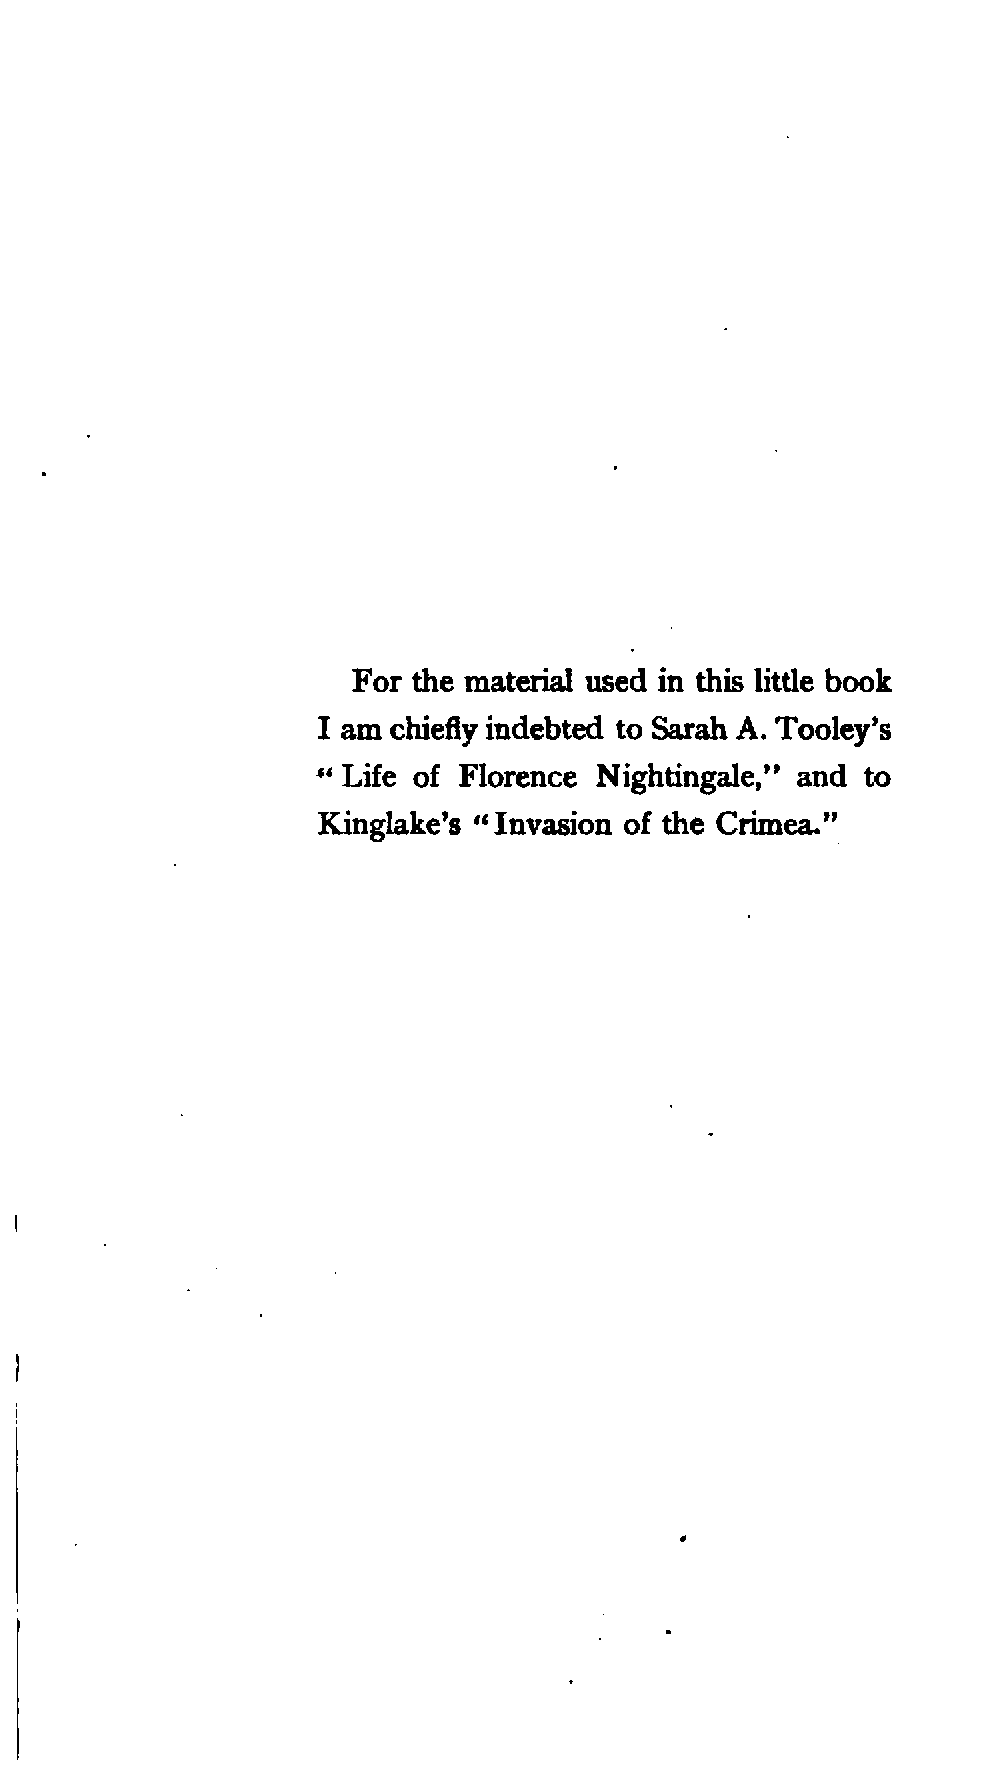 For the material used in this little book
I am chiefly indebted to Sarah A. Tooley's
“Life of Florence Nightingale,” and to
Kinglake's “Invasion of the Crimea.”